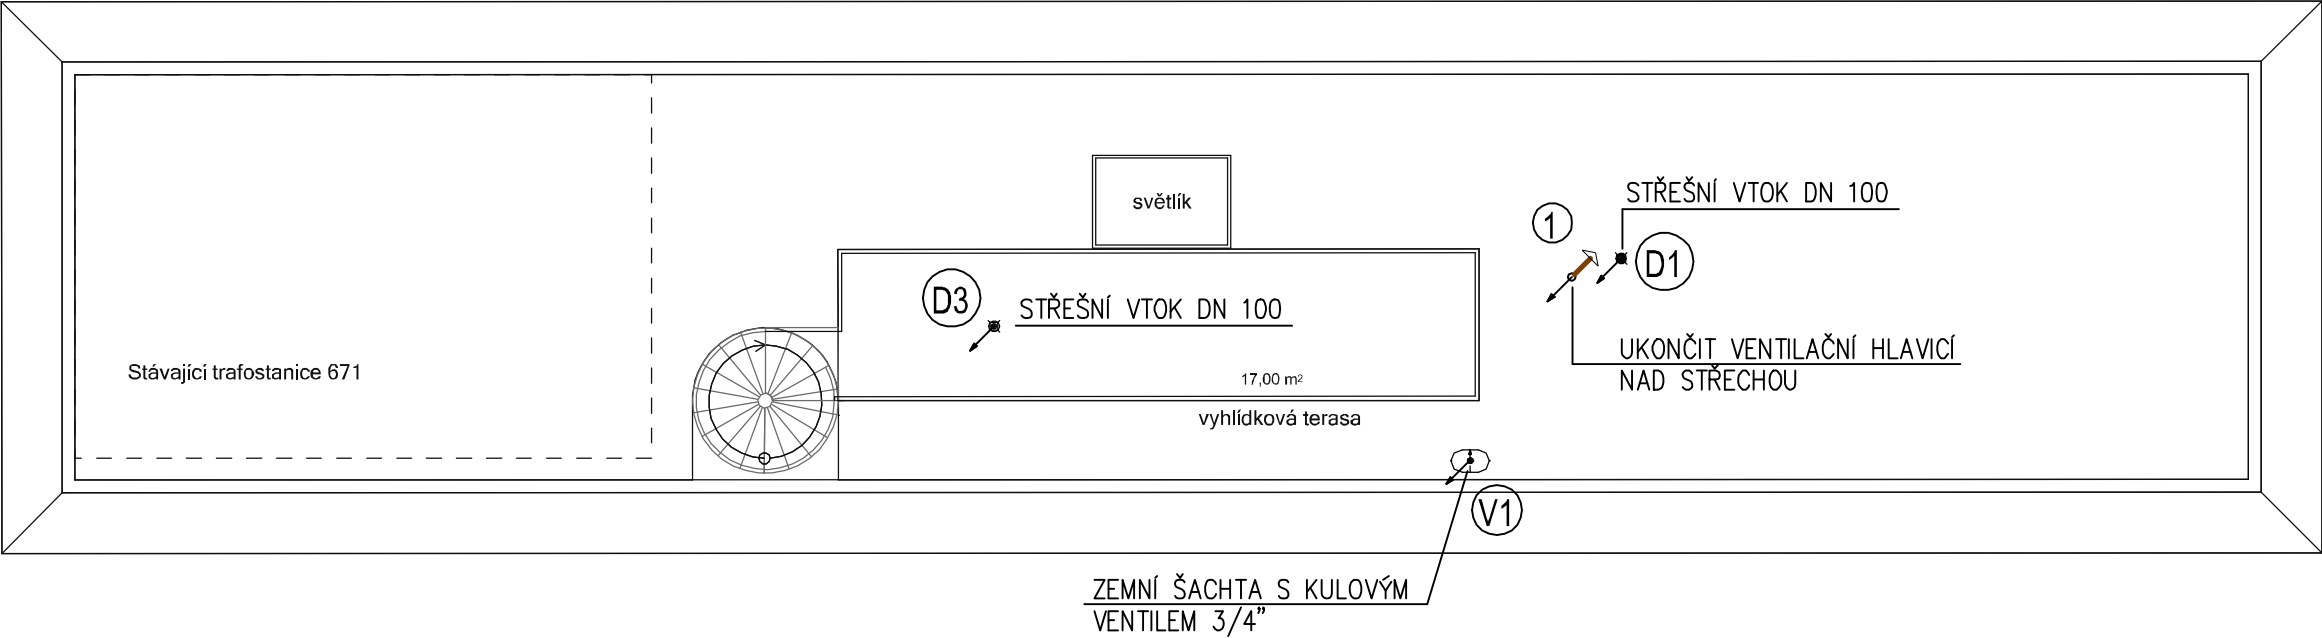 STŘEŠNÍ VTOK DN 100
světlík
1
D1
D3
STŘEŠNÍ VTOK DN 100
UKONČIT VENTILAČNÍ HLAVICÍ
NAD STŘECHOU
Stávající trafostanice 671
17,00 m²
vyhlídková terasa
V1
ZEMNÍ ŠACHTA S KULOVÝM
VENTILEM 3/4”